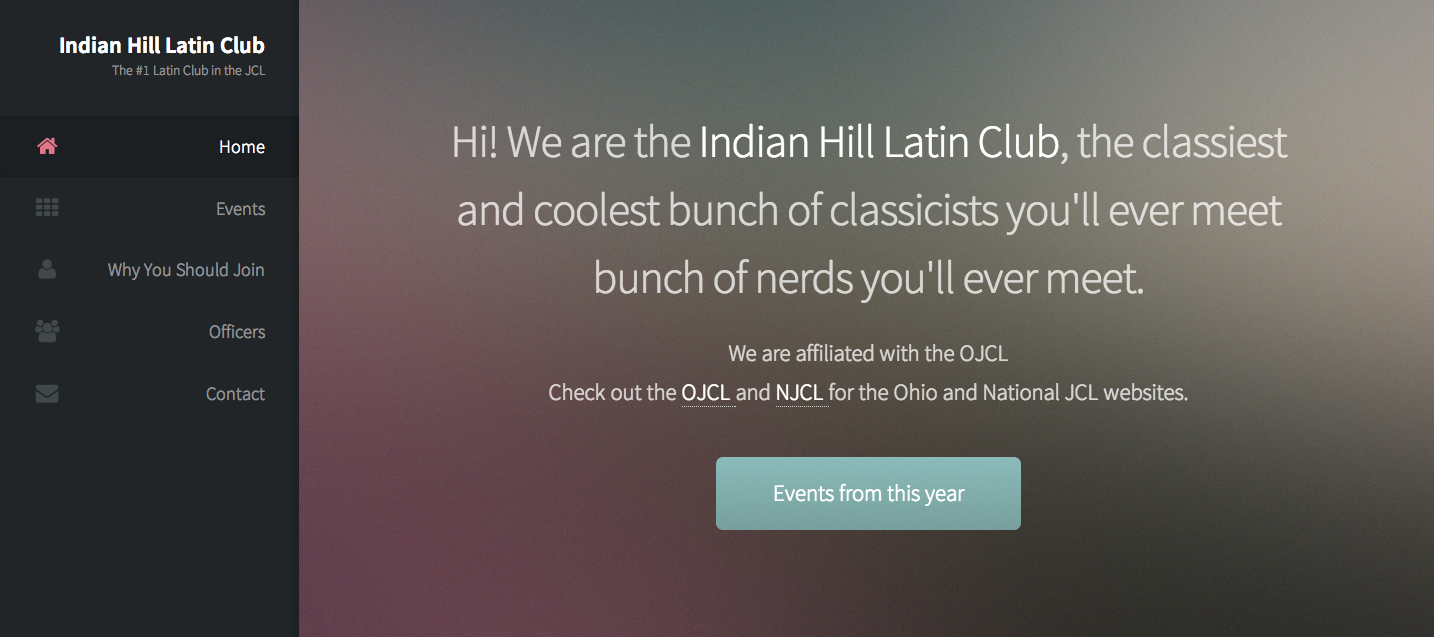 Indian Hill Latin Club
The #1 Latin Club in the JCL
Home
Events
Why You Should Join
Officers
Contact
Hi! We are the Indian Hill Latin Club, the classiest
and coolest bunch of classicists you'll ever meet
bunch of nerds you'll ever meet.
We are affiliated with the OJCL
Check out the OJCL and NJCL for the Ohio and National JCL websites.
Events from this year